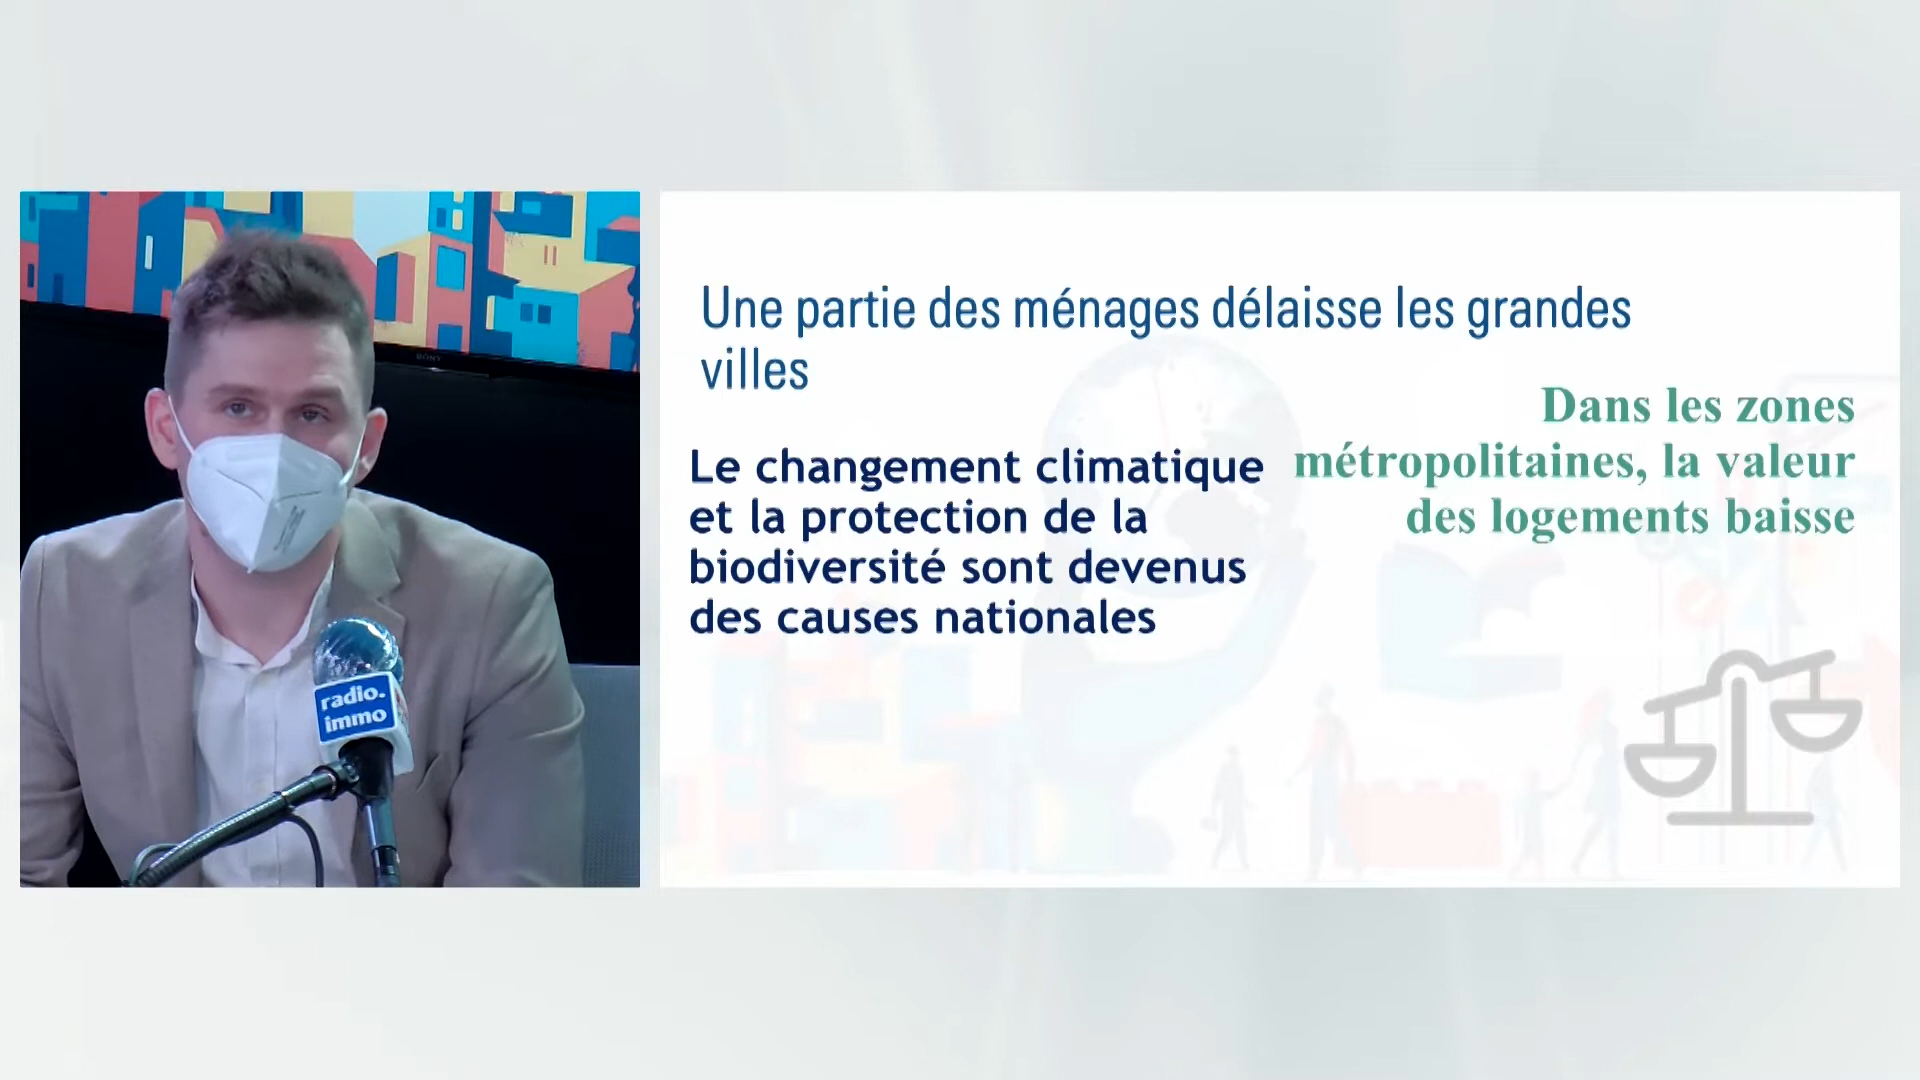 SONY
radio.
immo
Une partie des ménages délaisse les grandes
villes
Dans les zones
métropolitaines, la valeur
des logements baisse
Le changement climatique
et la protection de la
biodiversité sont devenus
des causes nationales